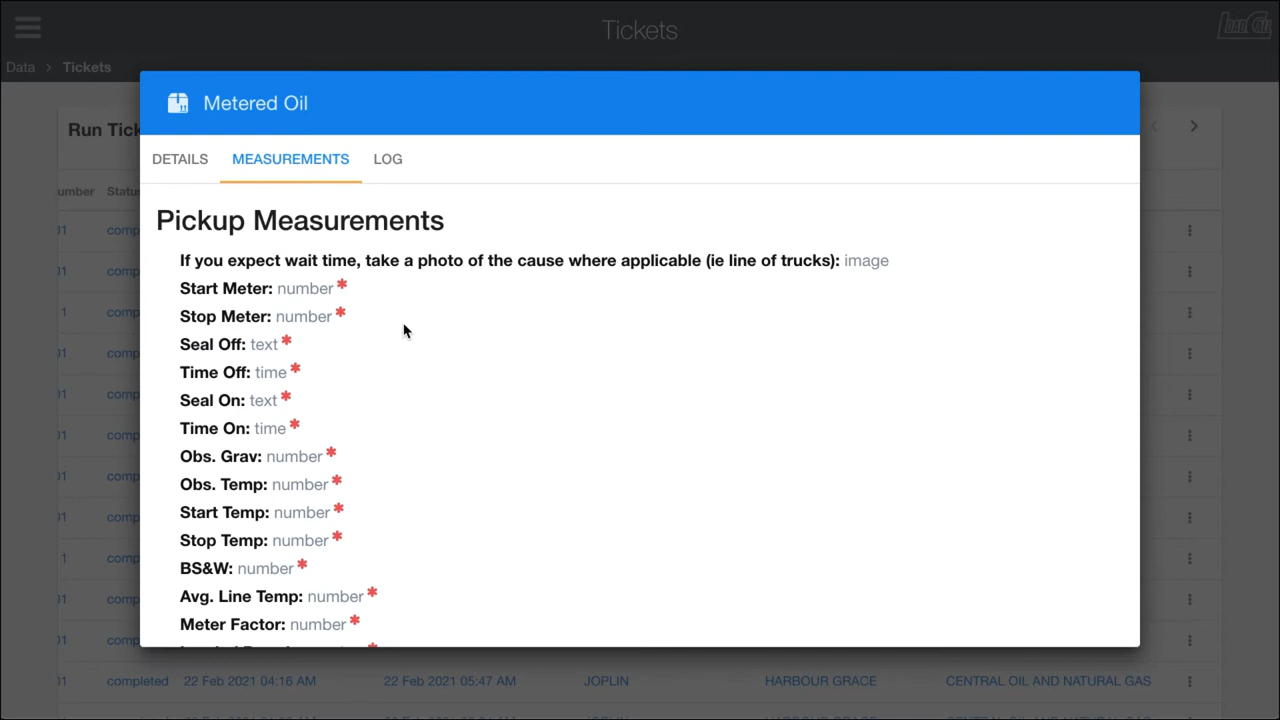 Tickets
Data > Tickets
Metered Oil
Run Tick
DETAILS MEASUREMENTS LOG
umber Statu
Pickup Measurements
If you expect wait time, take a photo of the cause where applicable (ie line of trucks): image
Start Meter: number *
Stop Meter: number *
Seal Off: text *
Time Off: time *
Seal On: text *
Time On: time *
Obs. Grav: number *
Obs. Temp: number *
Start Temp: number *
Stop Temp: number *
BS&W: number *
Avg. Line Temp: number *
Meter Factor: number *
01 completed 22 Feb 2021 04:16 AM 22 Feb 2021 05:47 AM JOPLIN HARBOUR GRACE CENTRAL OIL AND NATURAL GAS